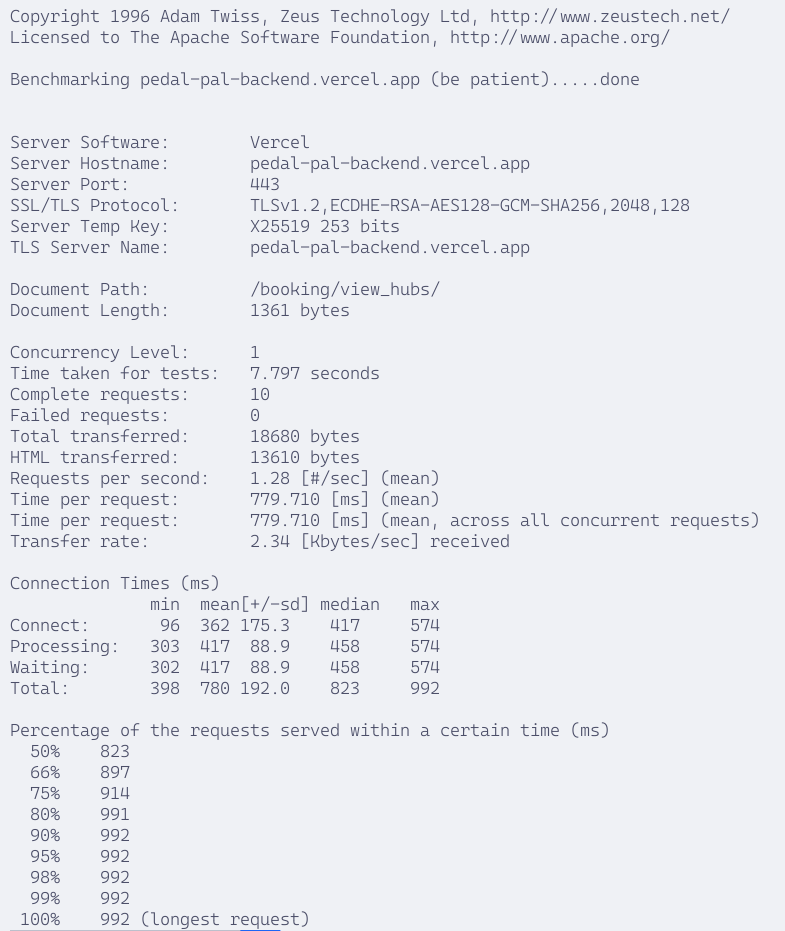 Copyright 1996 Adam Twiss, Zeus Technology Ltd, http://www.zeustech.net/
Licensed to The Apache Software Foundation, http://www.apache.org/

Benchmarking pedal-pal-backend.vercel.app (be patient).....done


Server Software:        Vercel
Server Hostname:        pedal-pal-backend.vercel.app
Server Port:            443
SSL/TLS Protocol:       TLSv1.2,ECDHE-RSA-AES128-GCM-SHA256,2048,128
Server Temp Key:        X25519 253 bits
TLS Server Name:        pedal-pal-backend.vercel.app

Document Path:          /booking/view_hubs/
Document Length:        1361 bytes

Concurrency Level:      1
Time taken for tests:   7.797 seconds
Complete requests:      10
Failed requests:        0
Total transferred:      18680 bytes
HTML transferred:       13610 bytes
Requests per second:    1.28 [#/sec] (mean)
Time per request:       779.710 [ms] (mean)
Time per request:       779.710 [ms] (mean, across all concurrent requests)
Transfer rate:          2.34 [Kbytes/sec] received

Connection Times (ms)
              min  mean[+/-sd] median   max
Connect:       96  362 175.3    417     574
Processing:   303  417  88.9    458     574
Waiting:      302  417  88.9    458     574
Total:        398  780 192.0    823     992

Percentage of the requests served within a certain time (ms)
  50%    823
  66%    897
  75%    914
  80%    991
  90%    992
  95%    992
  98%    992
  99%    992
 100%    992 (longest request)